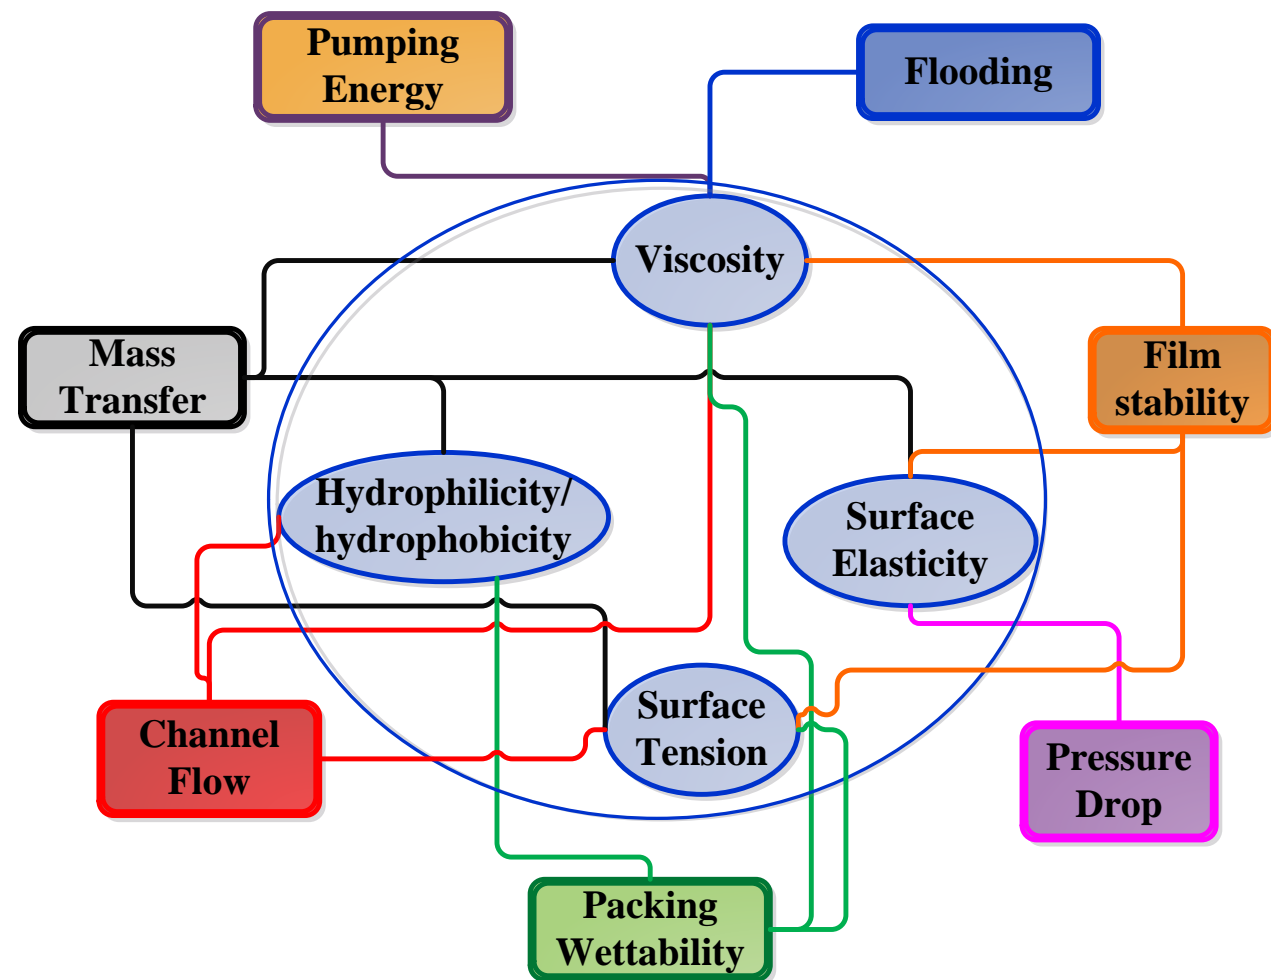 Pumping
Energy
Flooding
Viscosity
Mass
Transfer
Film
stability
Hydrophilicity/
hydrophobicity
Surface
Elasticity
Surface
Tension
Channel
Flow
Pressure
Drop
Packing
Wettability